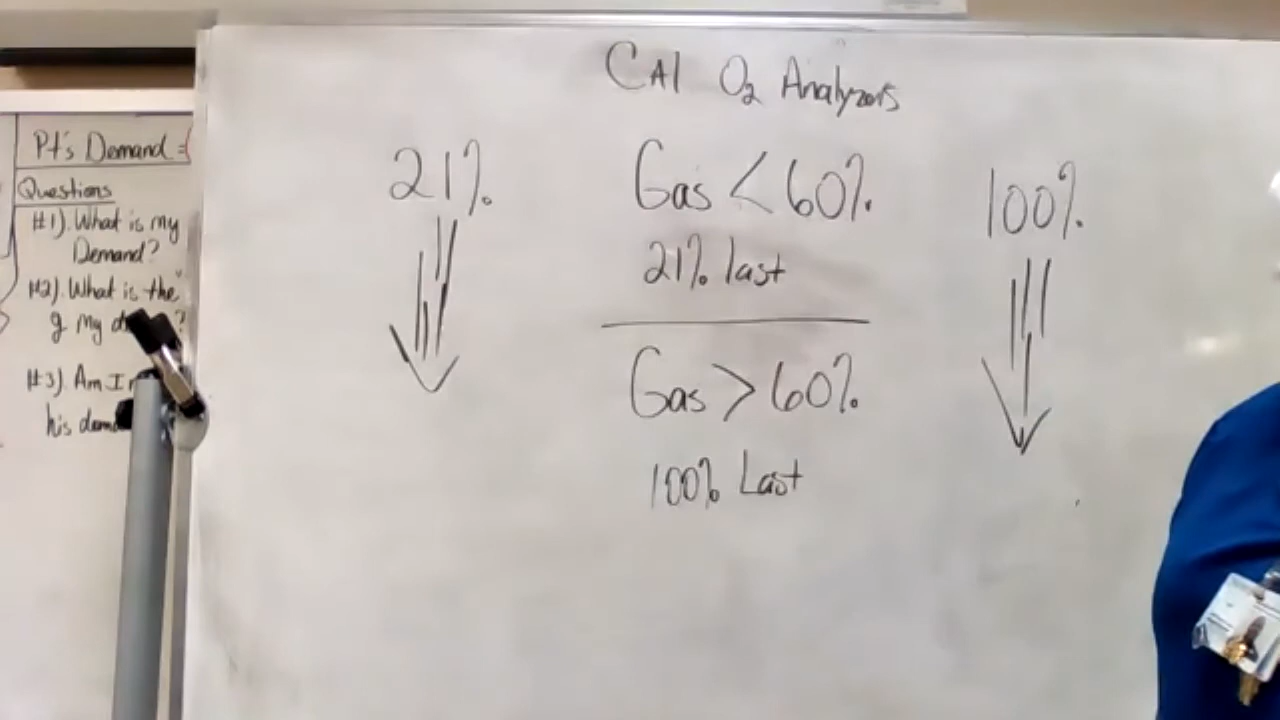 Pt's Demand =
Questions
#1). What is my
Demand?
#2). What is the
g my
?
#3). Am I
his
CAl O2 Analyzers
21%
Gas < 60%
21% last
Gas > 60%
100% Last
100%